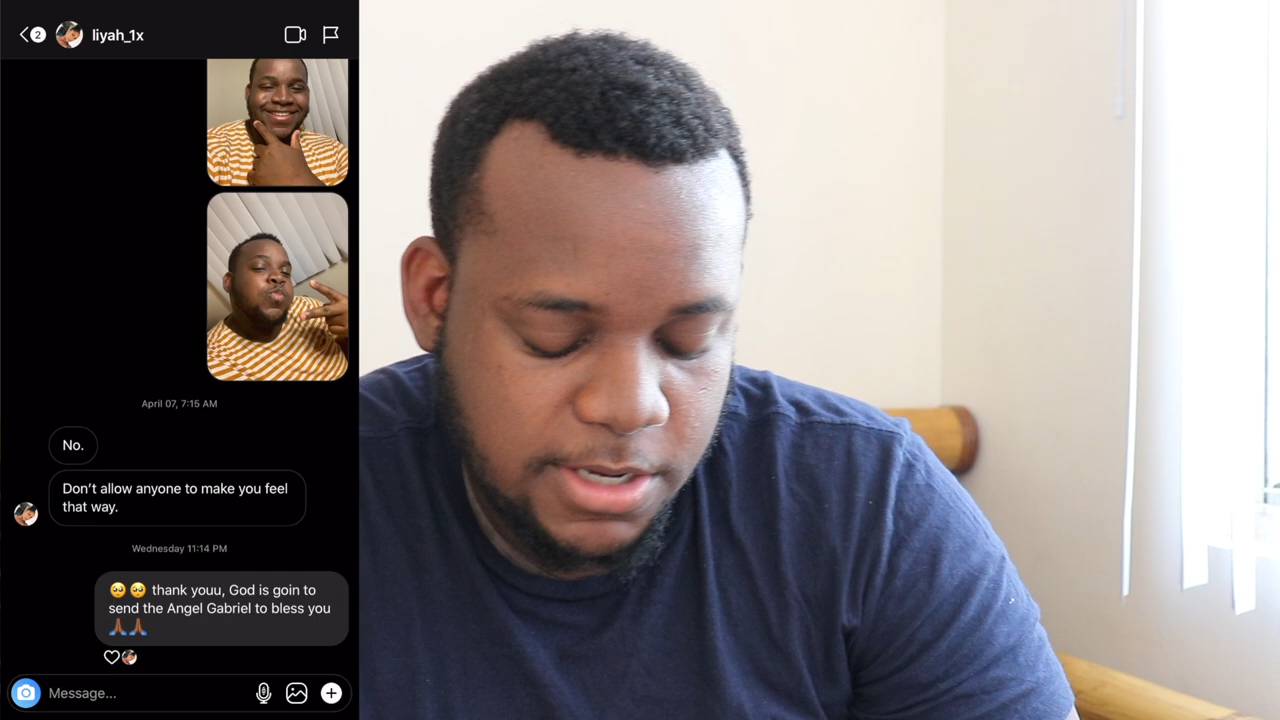 2
liyah_1x
April 07, 7:15 AM
No.
Don’t allow anyone to make you feel
that way.
Wednesday 11:14 PM
🥺 🥺 thank youu, God is goin to
send the Angel Gabriel to bless you
🙏🏾🙏🏾
Message...